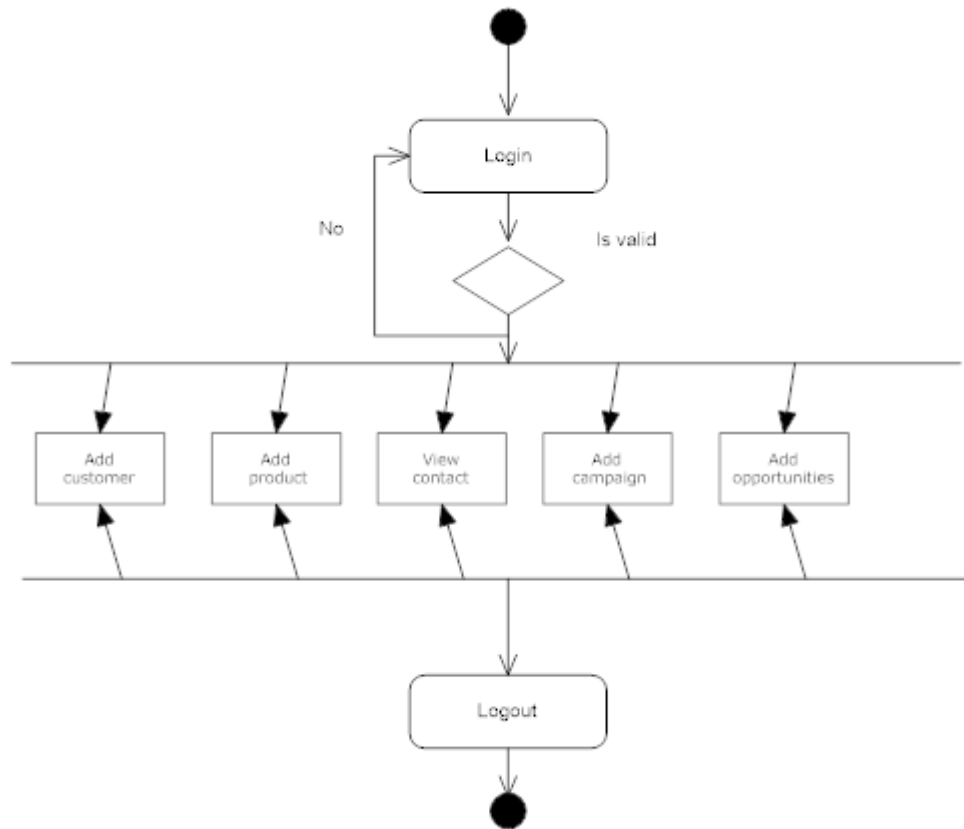 Login
No
Is valid
Add
customer
Add
product
View
contact
Add
campaign
Add
opportunities
Logout